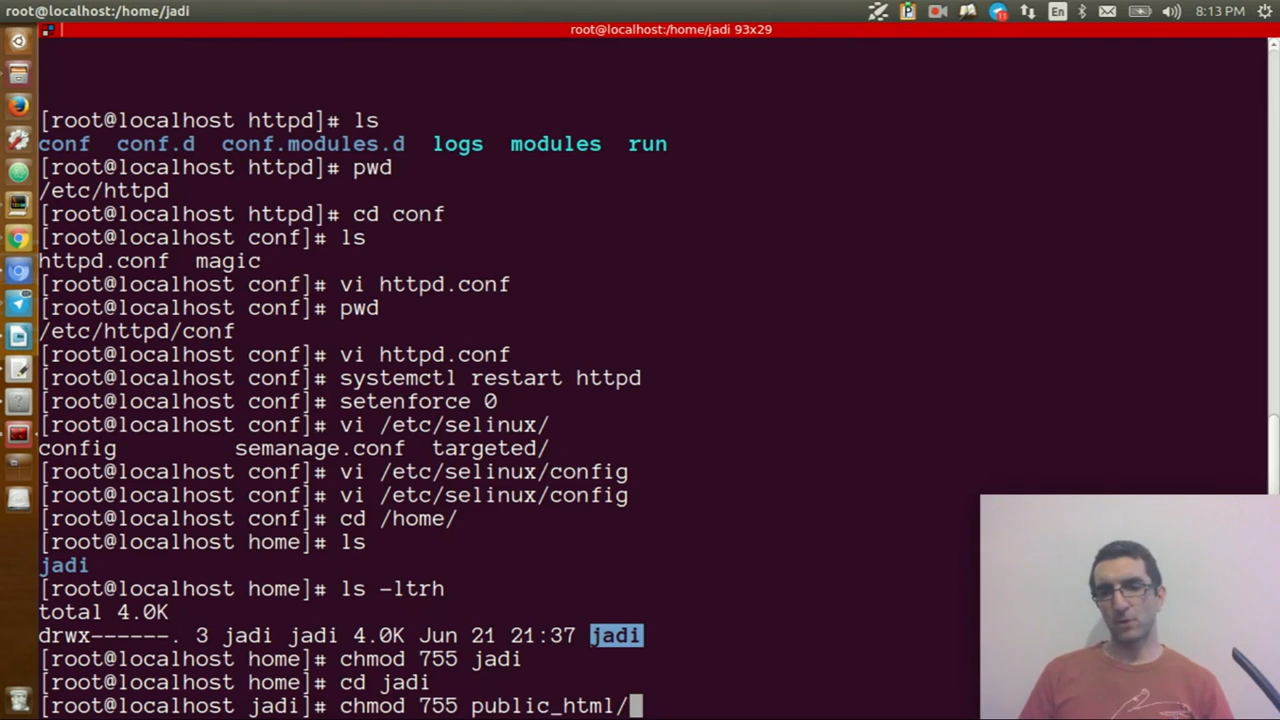 root@localhost:/home/jadi
En
8:13 PM
root@localhost:/home/jadi 93x29
[root@localhost httpd]# ls
conf  conf.d  conf.modules.d  logs  modules  run
[root@localhost httpd]# pwd
/etc/httpd
[root@localhost httpd]# cd conf
[root@localhost conf]# ls
httpd.conf  magic
[root@localhost conf]# vi httpd.conf
[root@localhost conf]# pwd
/etc/httpd/conf
[root@localhost conf]# vi httpd.conf
[root@localhost conf]# systemctl restart httpd
[root@localhost conf]# setenforce 0
[root@localhost conf]# vi /etc/selinux/
config         semanage.conf  targeted/
[root@localhost conf]# vi /etc/selinux/config
[root@localhost conf]# vi /etc/selinux/config
[root@localhost conf]# cd /home/
[root@localhost home]# ls
jadi
[root@localhost home]# ls -ltrh
total 4.0K
drwx------. 3 jadi jadi 4.0K Jun 21 21:37 jadi
[root@localhost home]# chmod 755 jadi
[root@localhost home]# cd jadi
[root@localhost jadi]# chmod 755 public_html/